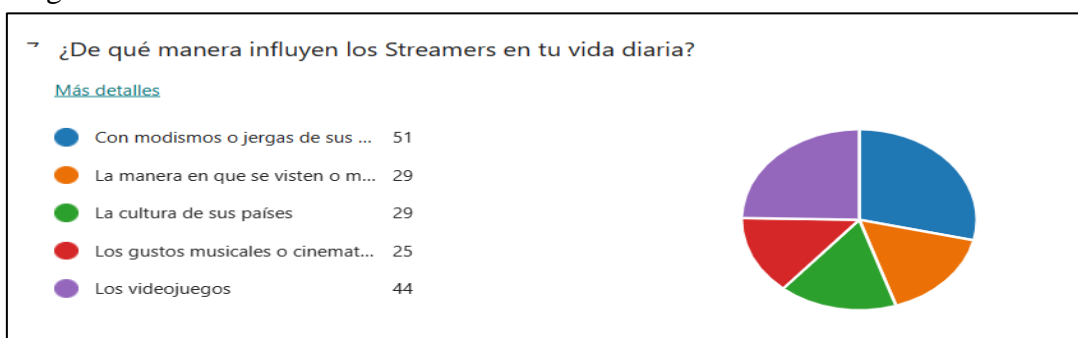 ¿De qué manera influyen los Streamers en tu vida diaria?
Más detalles
Con modismos o jergas de sus ... 51
La manera en que se visten o m... 29
La cultura de sus países 29
Los gustos musicales o cinemat... 25
Los videojuegos 44